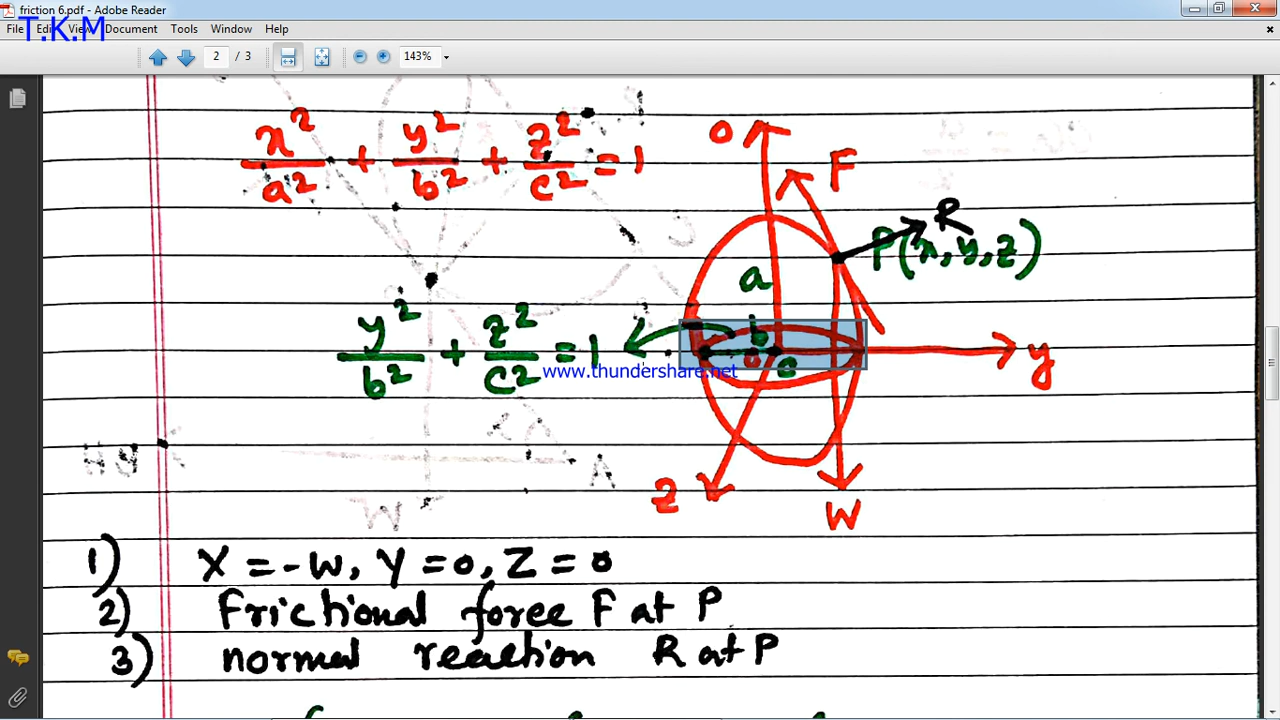 friction 6.pdf - Adobe Reader
File Edit View Document Tools Window Help
T.K.M
2 / 3 143%
x²/a² + y²/b² + z²/c² = 1
O
F
R
P(x, y, z)
a
b
y²/b² + z²/c² = 1
o
c
y
www.thundershare.net
A
W
Z
W
1) X = -W, Y = 0, Z = 0
2) Frictional force F at P
3) normal reaction R at P